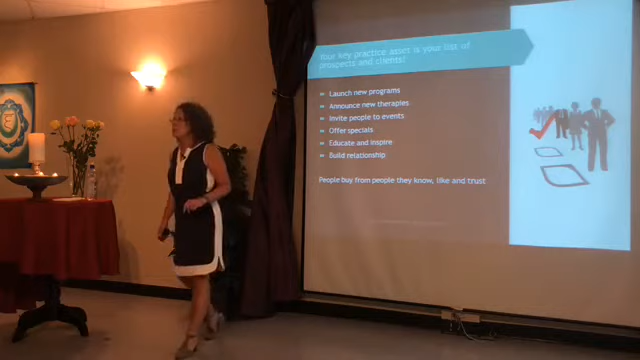 Your key practice asset is your list of
prospects and clients!
Launch new programs
Announce new therapies
Invite people to events
Offer specials
Educate and inspire
Build relationship
People buy from people they know, like and trust